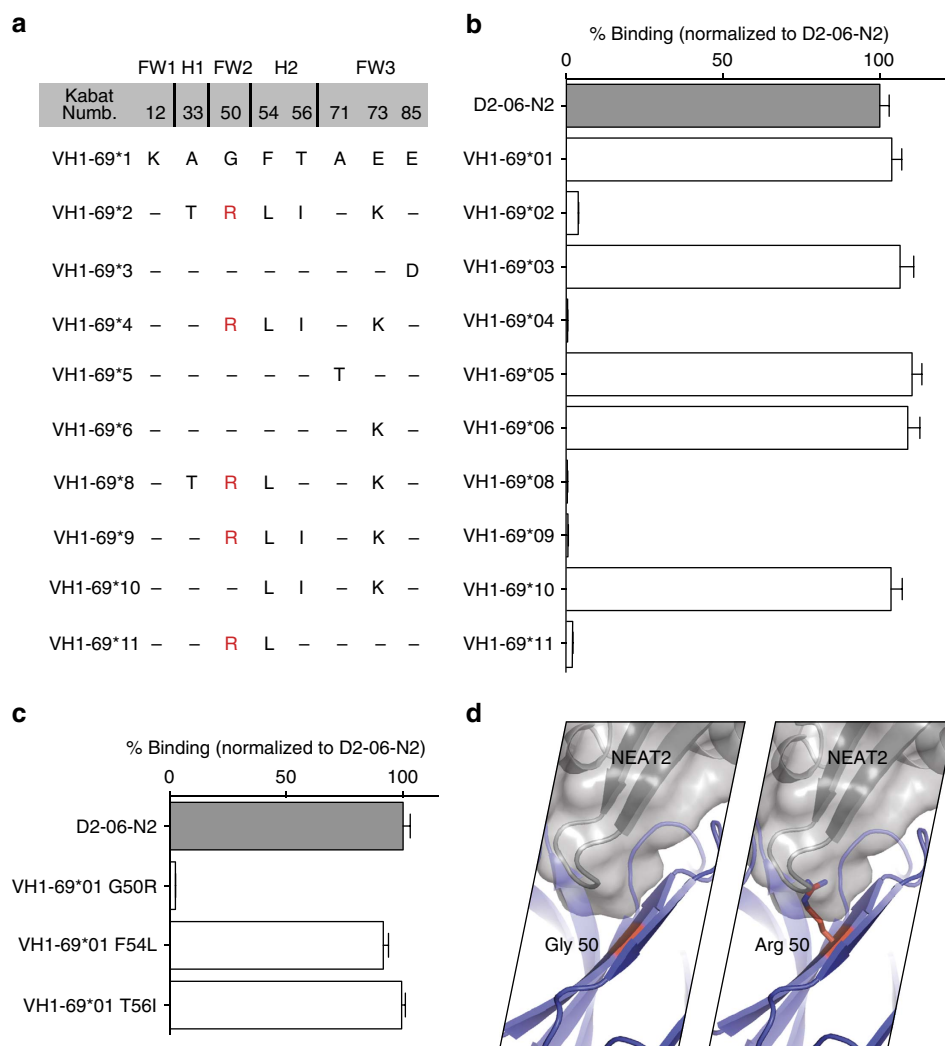 a
FW1 H1 FW2 H2 FW3
Kabat Numb. 12 33 50 54 56 71 73 85
VH1-69*1 K A G F T A E E
VH1-69*2 – T R L I – K –
VH1-69*3 – – – – – – – D
VH1-69*4 – – R L I – K –
VH1-69*5 – – – – – T – –
VH1-69*6 – – – – – – K –
VH1-69*8 – T R L – – K –
VH1-69*9 – – R L I – K –
VH1-69*10 – – – L I – K –
VH1-69*11 – – R L – – – –
b
% Binding (normalized to D2-06-N2)
0 100
D2-06-N2
VH1-69*01
VH1-69*02
VH1-69*03
VH1-69*04
VH1-69*05
VH1-69*06
VH1-69*08
VH1-69*09
VH1-69*10
VH1-69*11
c
% Binding (normalized to D2-06-N2)
0 50 100
D2-06-N2
VH1-69*01 G50R
VH1-69*01 F54L
VH1-69*01 T56I
d
NEAT2 NEAT2
Gly 50 Arg 50